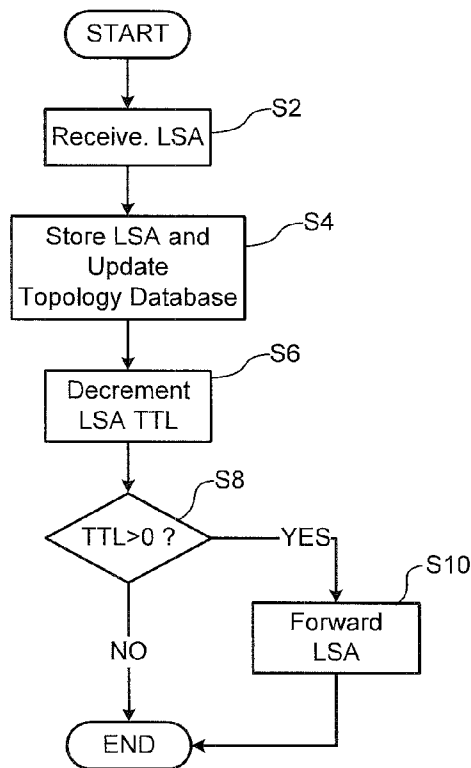 START
S2
Receive. LSA
S4
Store LSA and
Update
Topology Database
S6
Decrement
LSA TTL
S8
TTL>0 ?
YES
S10
Forward
LSA
NO
END